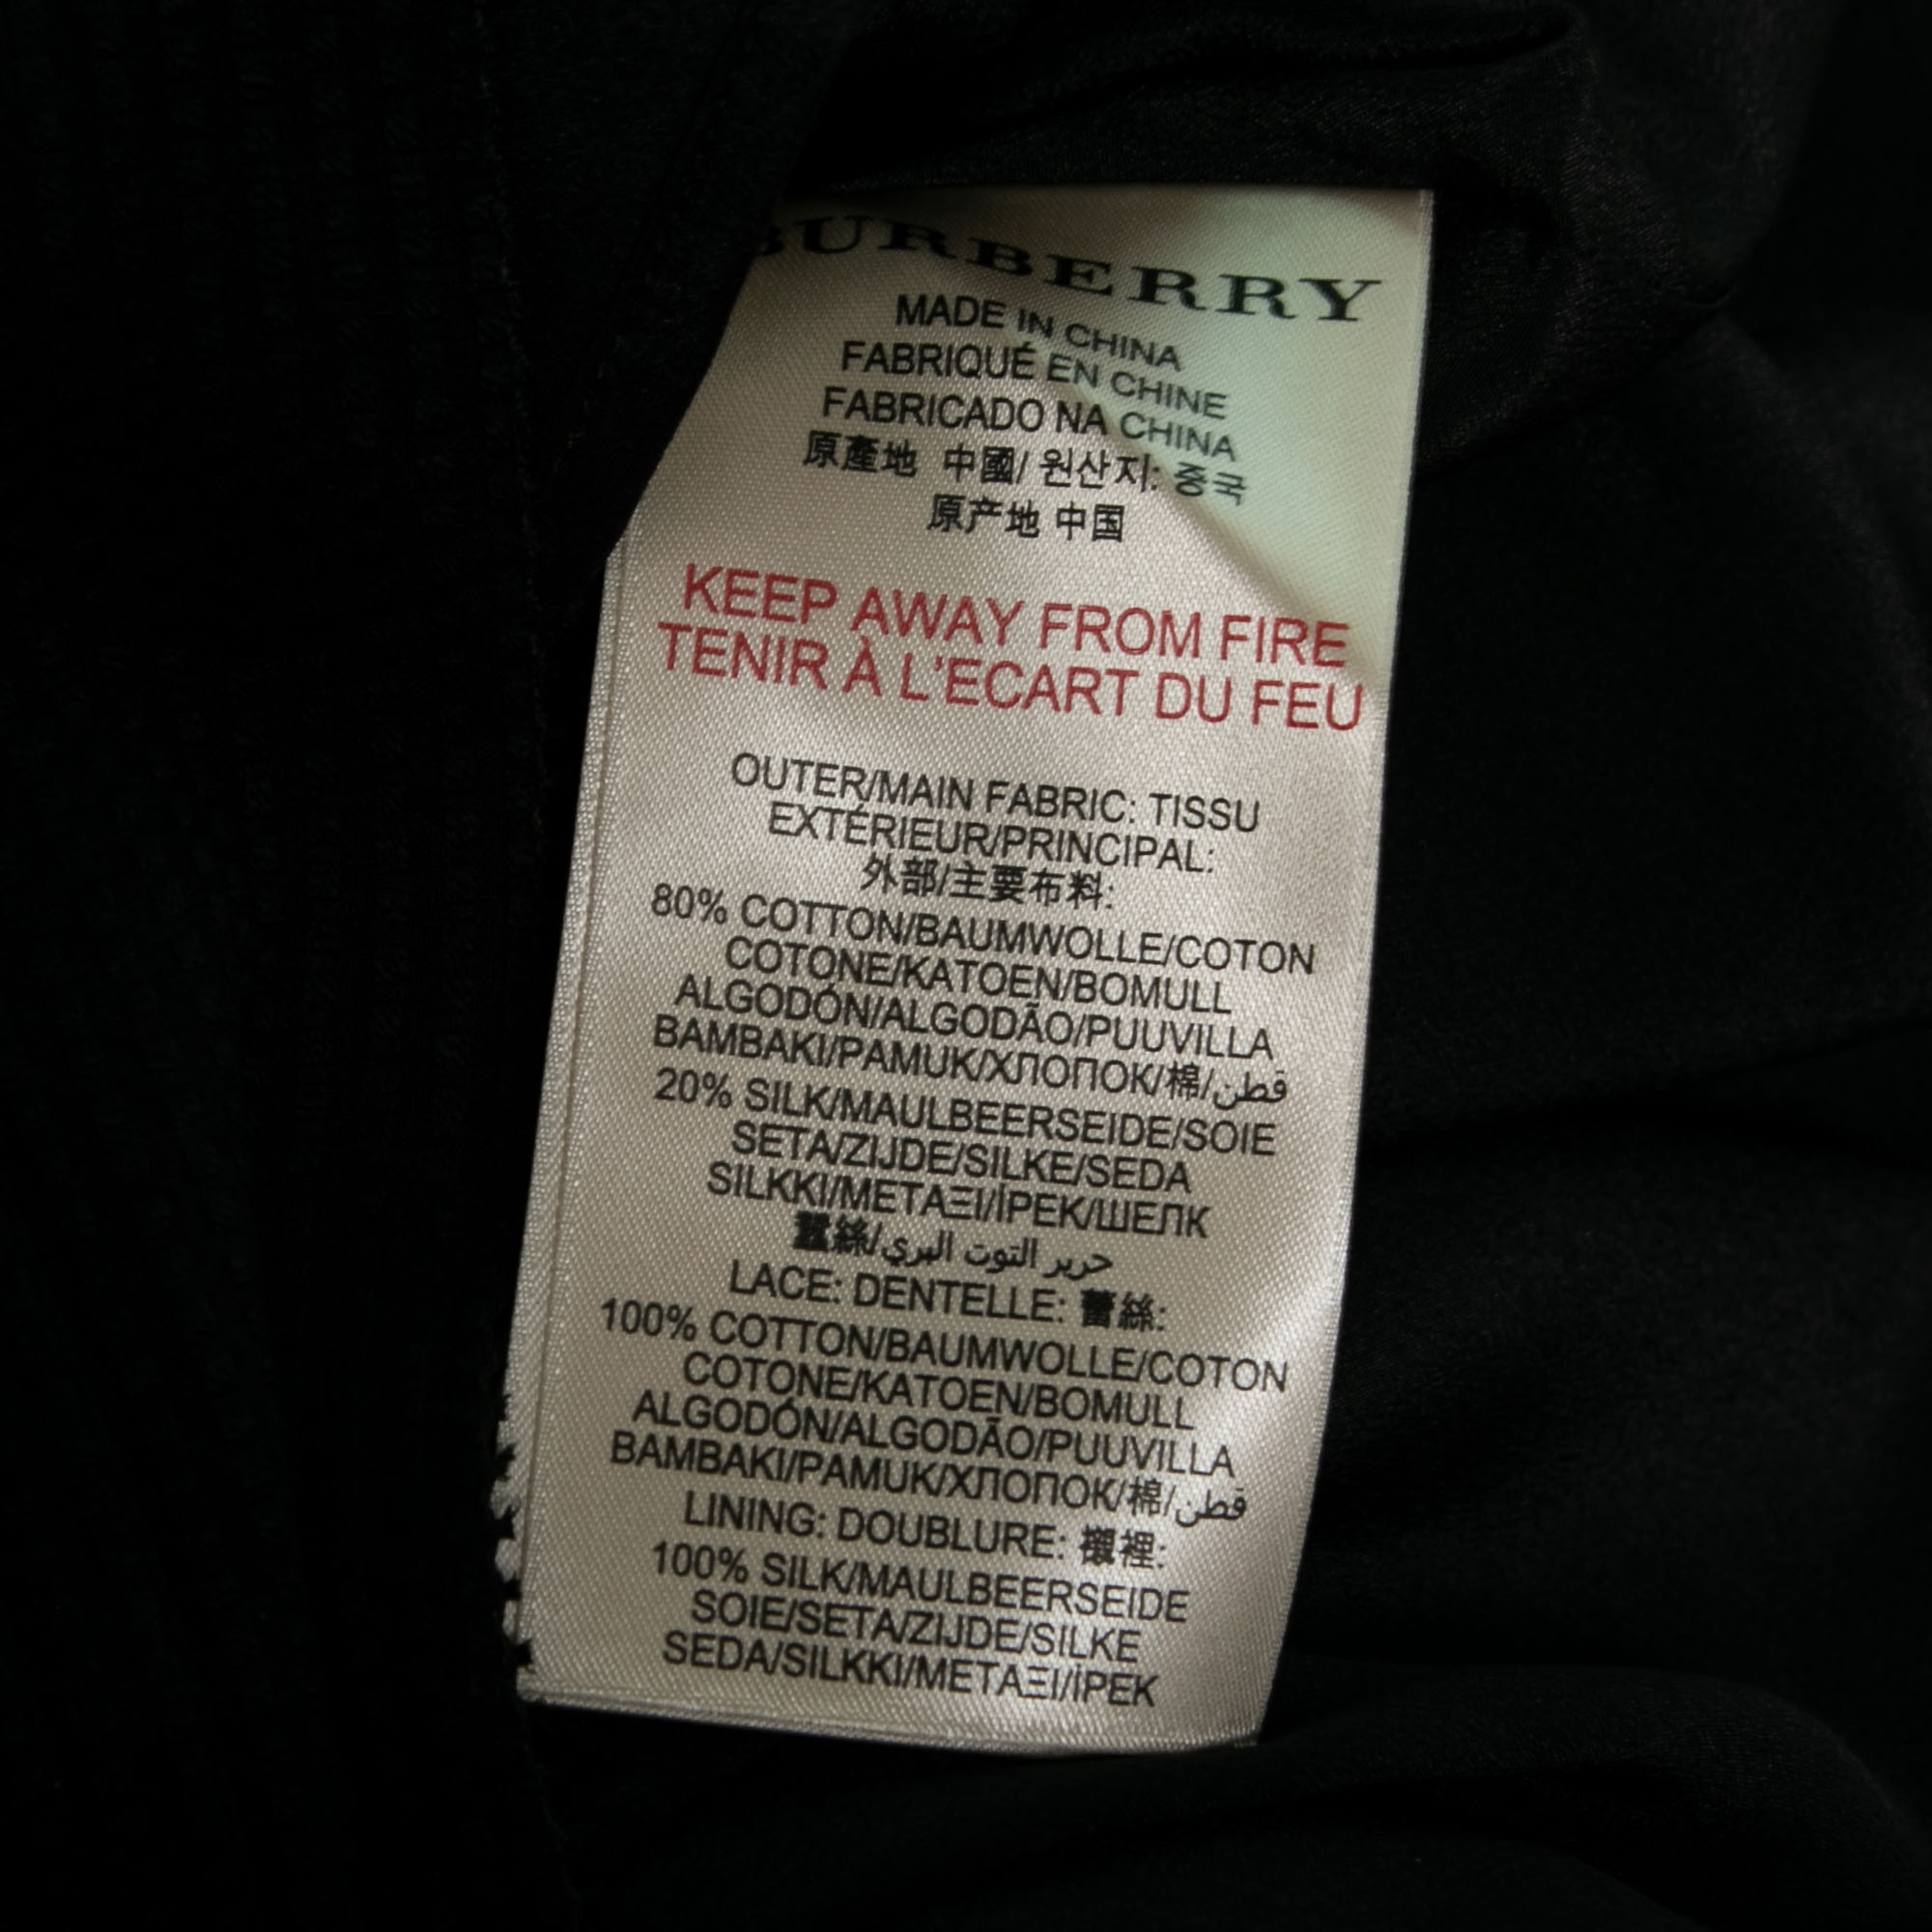 BURBERRY
MADE IN CHINA
FABRIQUÉ EN CHINE
FABRICADO NA CHINA
原產地 中國/ 원산지: 중국
原产地 中国
KEEP AWAY FROM FIRE
TENIR À L'ECART DU FEU
OUTER/MAIN FABRIC: TISSU
EXTÉRIEUR/PRINCIPAL:
外部/主要布料:
80% COTTON/BAUMWOLLE/COTON
COTONE/KATOEN/BOMULL
ALGODÓN/ALGODÃO/PUUVILLA
BAMBAKI/PAMUK/ХЛОПОК/棉/قطن
20% SILK/MAULBEERSEIDE/SOIE
SETA/ZIJDE/SILKE/SEDA
SILKKI/ΜΕΤΑΞΙ/İPEK/ШЕЛК
蠶絲/حرير التوت البري
LACE: DENTELLE: 蕾絲:
100% COTTON/BAUMWOLLE/COTON
COTONE/KATOEN/BOMULL
ALGODÓN/ALGODÃO/PUUVILLA
BAMBAKI/PAMUK/ХЛОПОК/棉/قطن
LINING: DOUBLURE: 襯裡:
100% SILK/MAULBEERSEIDE
SOIE/SETA/ZIJDE/SILKE
SEDA/SILKKI/ΜΕΤΑΞΙ/İPEK